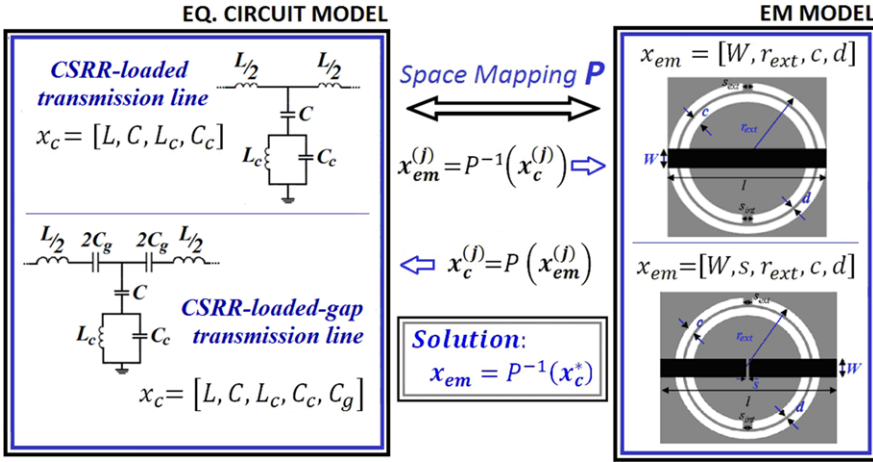 EQ. CIRCUIT MODEL
CSRR-loaded
transmission line
x_c = [L, C, L_c, C_c]
L/2 L/2
C
L_c C_c
L/2 2C_g 2C_g L/2
C
L_c C_c
CSRR-loaded-gap
transmission line
x_c = [L, C, L_c, C_c, C_g]
Space Mapping P
x_em^(j)=P^-1(x_c^(j))
x_c^(j)=P(x_em^(j))
Solution:
x_em = P^-1(x_c^*)
EM MODEL
x_em = [W, r_ext, c, d]
s_ext
c
r_ext
W
l
s_int
d
x_em=[W,s,r_ext,c,d]
s_ext
c
r_ext
W
s
l
s_int
d